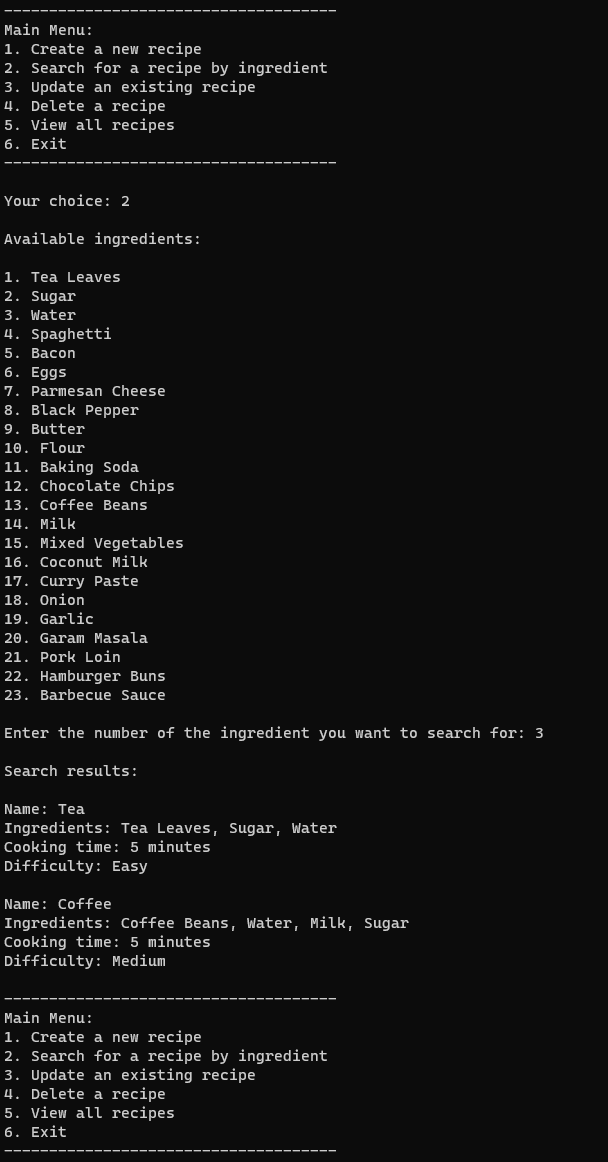 -------------------------------------
Main Menu:
1. Create a new recipe
2. Search for a recipe by ingredient
3. Update an existing recipe
4. Delete a recipe
5. View all recipes
6. Exit
-------------------------------------
Your choice: 2
Available ingredients:
1. Tea Leaves
2. Sugar
3. Water
4. Spaghetti
5. Bacon
6. Eggs
7. Parmesan Cheese
8. Black Pepper
9. Butter
10. Flour
11. Baking Soda
12. Chocolate Chips
13. Coffee Beans
14. Milk
15. Mixed Vegetables
16. Coconut Milk
17. Curry Paste
18. Onion
19. Garlic
20. Garam Masala
21. Pork Loin
22. Hamburger Buns
23. Barbecue Sauce
Enter the number of the ingredient you want to search for: 3
Search results:
Name: Tea
Ingredients: Tea Leaves, Sugar, Water
Cooking time: 5 minutes
Difficulty: Easy
Name: Coffee
Ingredients: Coffee Beans, Water, Milk, Sugar
Cooking time: 5 minutes
Difficulty: Medium
-------------------------------------
Main Menu:
1. Create a new recipe
2. Search for a recipe by ingredient
3. Update an existing recipe
4. Delete a recipe
5. View all recipes
6. Exit
-------------------------------------